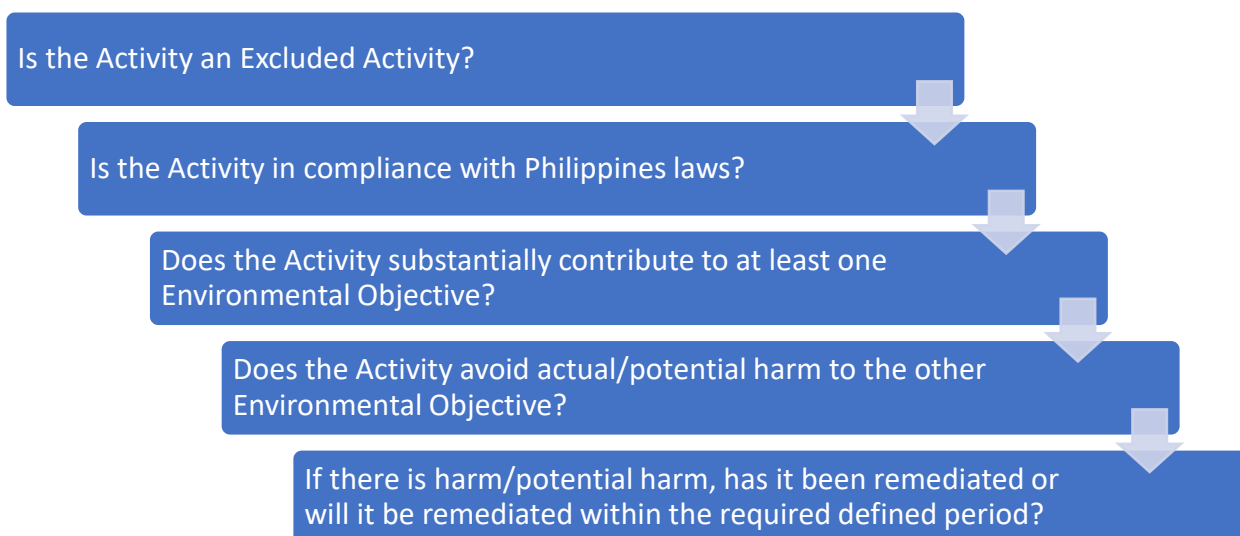 Is the Activity an Excluded Activity?
Is the Activity in compliance with Philippines laws?
Does the Activity substantially contribute to at least one
Environmental Objective?
Does the Activity avoid actual/potential harm to the other
Environmental Objective?
If there is harm/potential harm, has it been remediated or
will it be remediated within the required defined period?